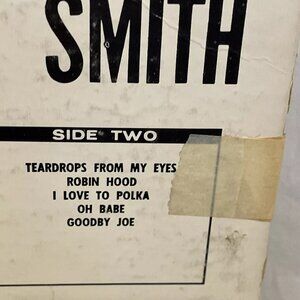 SMITH
SIDE TWO
TEARDROPS FROM MY EYES
ROBIN HOOD
I LOVE TO POLKA
OH BABE
GOODBY JOE